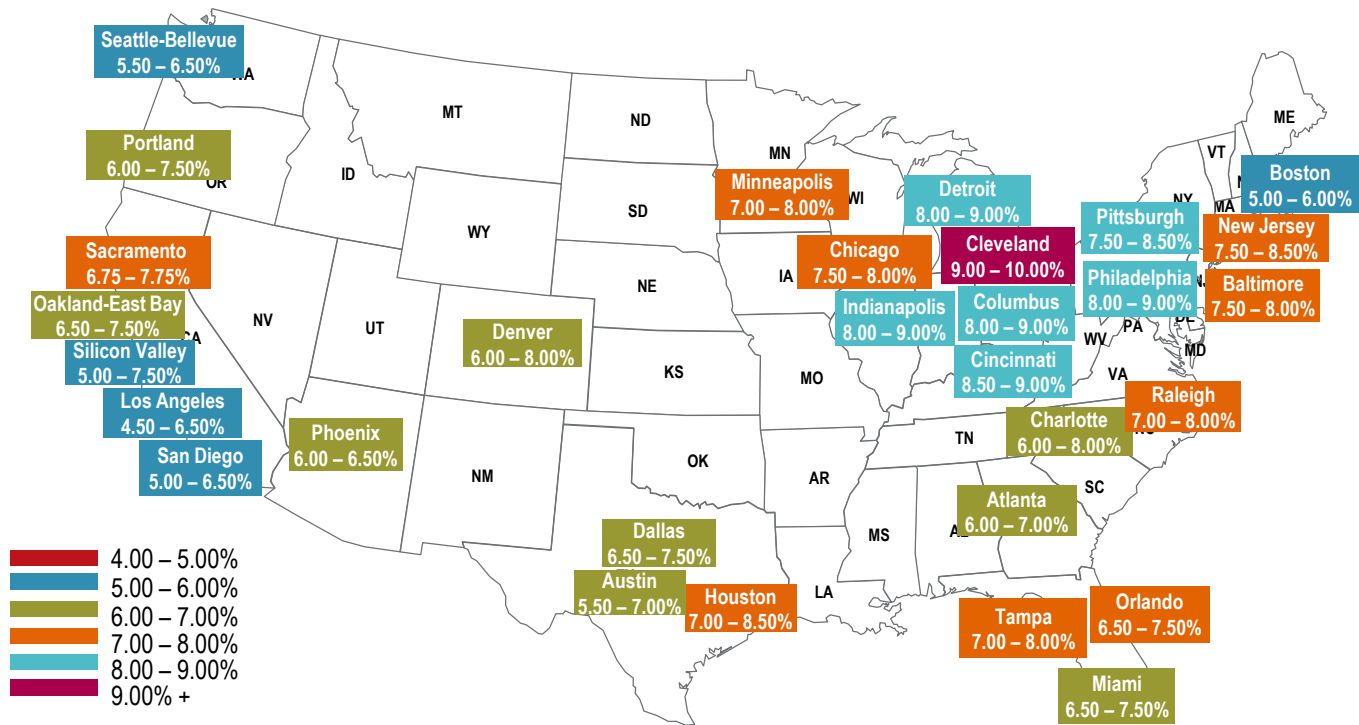 Seattle-Bellevue
5.50 – 6.50%
WA
MT
ND
MN
ME
VT
Portland
6.00 – 7.50%
OR
ID
Minneapolis
7.00 – 8.00%
WI
Detroit
8.00 – 9.00%
NY
N
Boston
5.00 – 6.00%
MA
SD
WY
Pittsburgh
7.50 – 8.50%
New Jersey
7.50 – 8.50%
Sacramento
6.75 – 7.75%
Chicago
7.50 – 8.00%
Cleveland
9.00 – 10.00%
IA
NE
Philadelphia
8.00 – 9.00%
NJ
Baltimore
7.50 – 8.00%
Oakland-East Bay
6.50 – 7.50%
CA
NV
UT
Denver
6.00 – 8.00%
Indianapolis
8.00 – 9.00%
Columbus
8.00 – 9.00%
PA
DE
WV
MD
Silicon Valley
5.00 – 7.50%
KS
MO
Cincinnati
8.50 – 9.00%
VA
Los Angeles
4.50 – 6.50%
Raleigh
7.00 – 8.00%
NC
Phoenix
6.00 – 6.50%
TN
Charlotte
6.00 – 8.00%
San Diego
5.00 – 6.50%
NM
OK
AR
SC
Atlanta
6.00 – 7.00%
MS
AL
Dallas
6.50 – 7.50%
Austin
5.50 – 7.00%
Houston
7.00 – 8.50%
LA
Tampa
7.00 – 8.00%
Orlando
6.50 – 7.50%
Miami
6.50 – 7.50%
4.00 – 5.00%
5.00 – 6.00%
6.00 – 7.00%
7.00 – 8.00%
8.00 – 9.00%
9.00% +